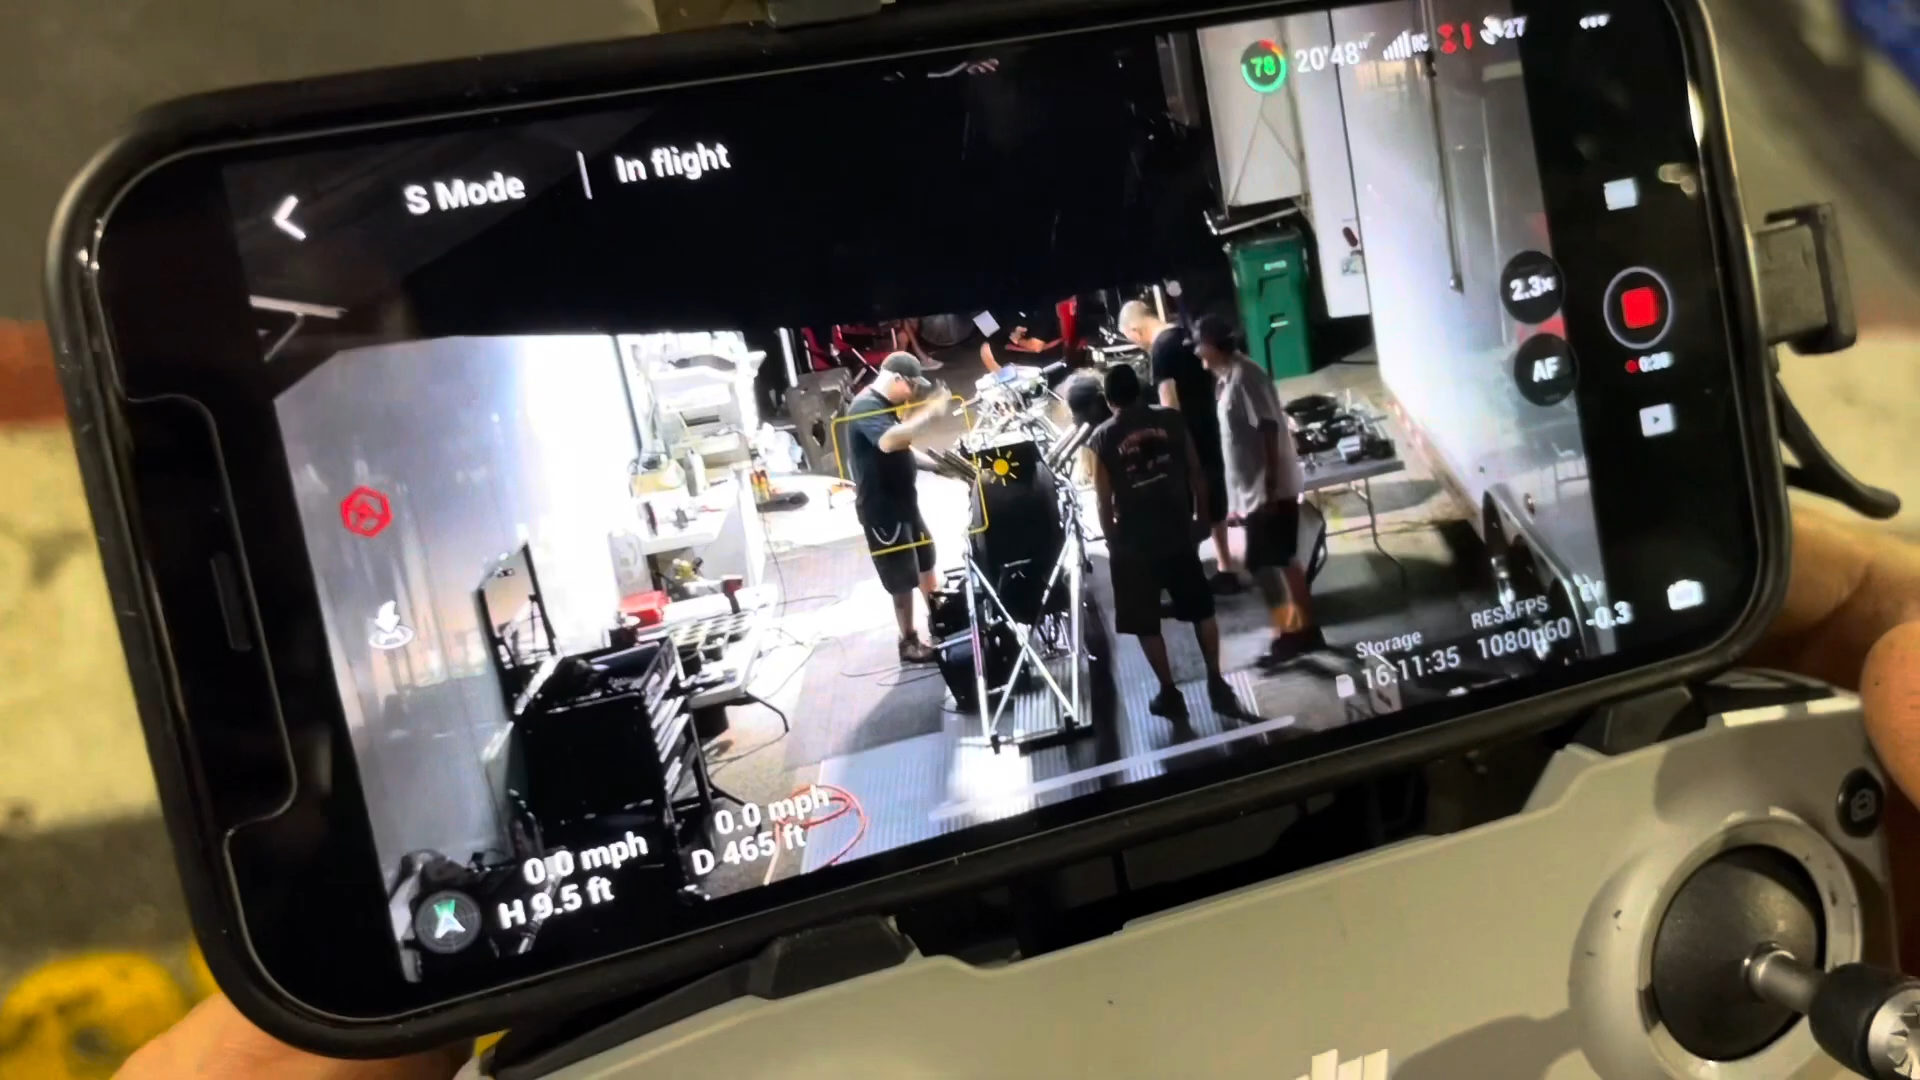 S Mode | In flight
78 20'48" RC 27
2.3x
AF
Storage
16:11:35
RES&FPS
1080p60
EV
-0.3
0.0 mph
H 9.5 ft
0.0 mph
D 465 ft